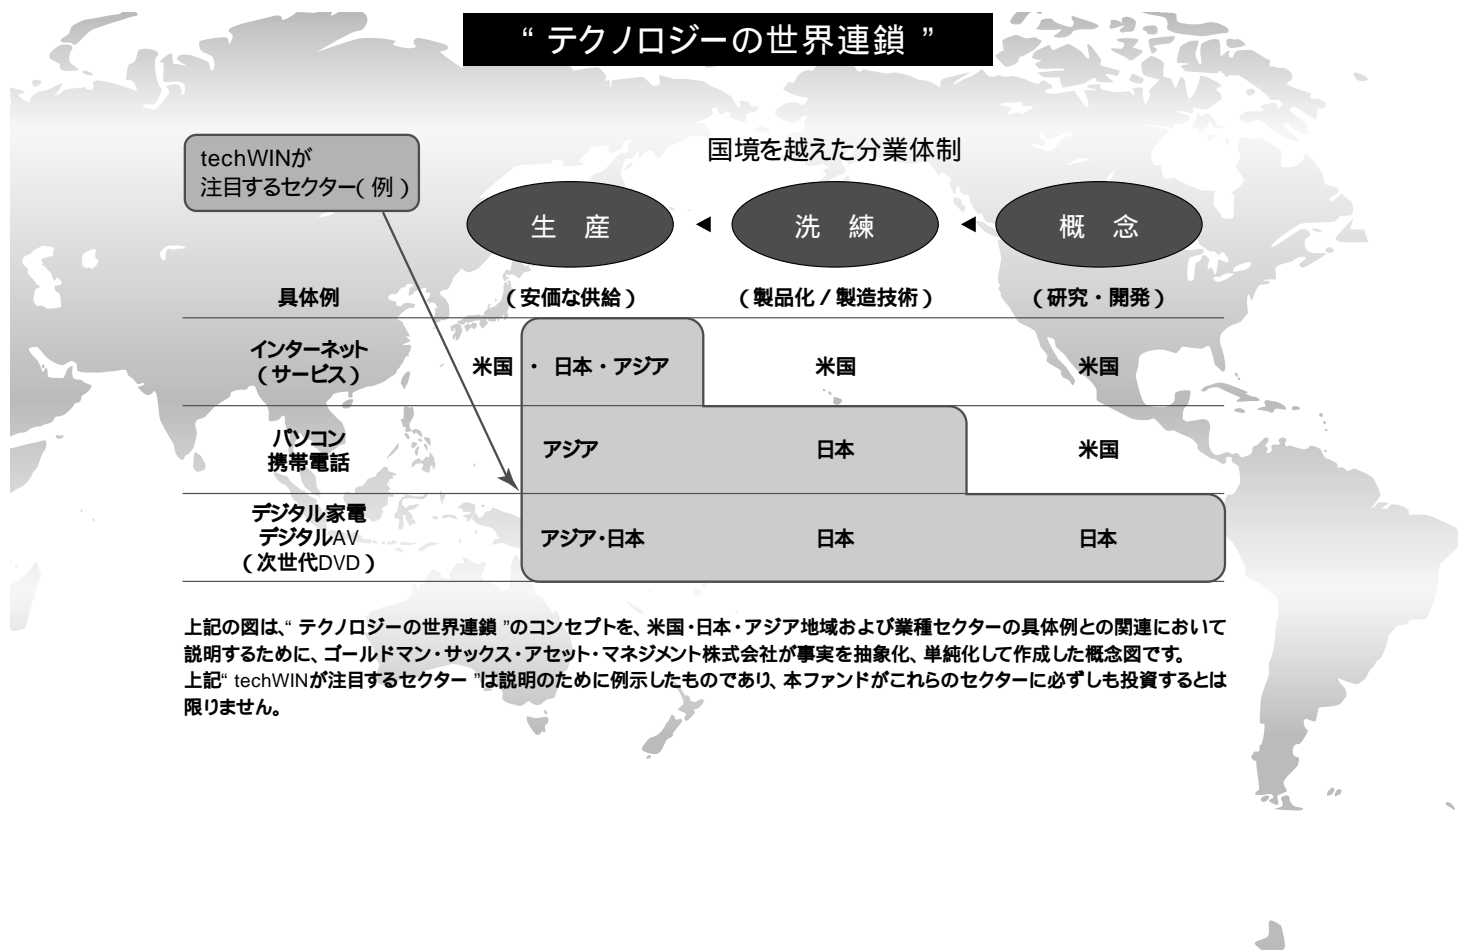 “ テクノロジーの世界連鎖 ”
techWINが
注目するセクター( 例 )
国境を越えた分業体制
生 産 ◀ 洗 練 ◀ 概 念
具体例 ( 安価な供給 ) ( 製品化 / 製造技術 ) ( 研究・開発 )
インターネット
( サービス )
米国 ・ 日本・アジア 米国 米国
パソコン
携帯電話
アジア 日本 米国
デジタル家電
デジタルAV
( 次世代DVD )
アジア・日本 日本 日本
上記の図は、“ テクノロジーの世界連鎖 ”のコンセプトを、米国・日本・アジア地域および業種セクターの具体例との関連において
説明するために、ゴールドマン・サックス・アセット・マネジメント株式会社が事実を抽象化、単純化して作成した概念図です。
上記“ techWINが注目するセクター ”は説明のために例示したものであり、本ファンドがこれらのセクターに必ずしも投資するとは
限りません。